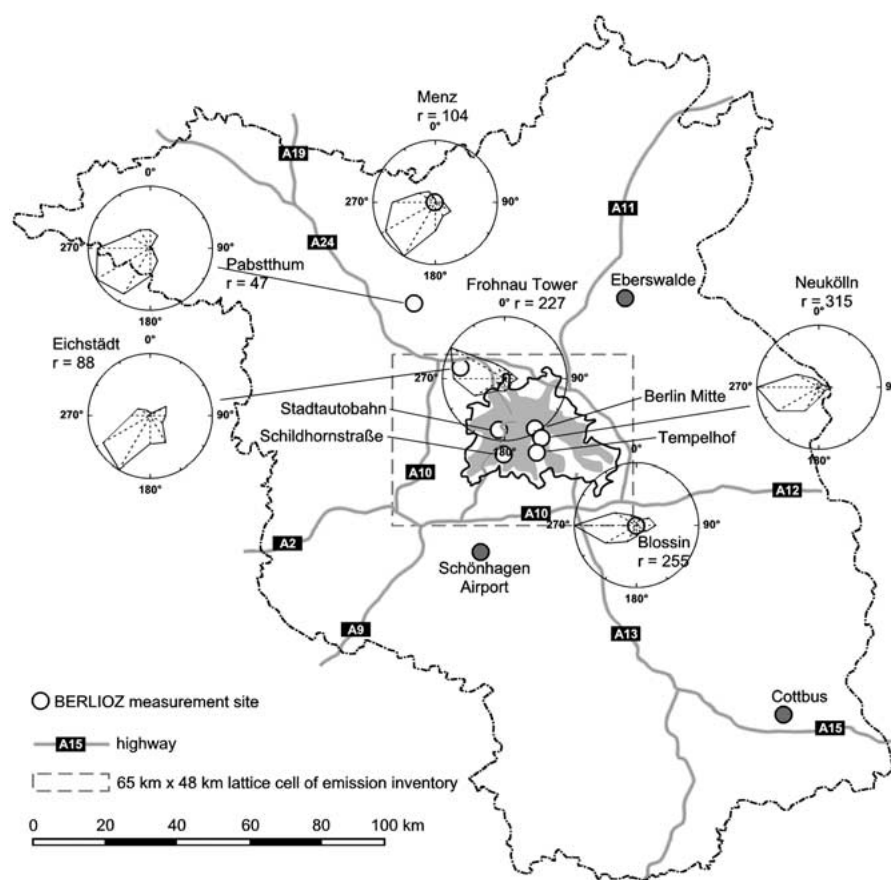 Menz
r = 104
0°
270°
90°
180°
A19
A24
A11
0°
270°
90°
180°
Pabstthum
r = 47
Frohnau Tower
0° r = 227
270°
90°
180°
Eberswalde
Neukölln
r = 315
0°
270°
90°
180°
Eichstädt
r = 88
0°
270°
90°
180°
Stadtautobahn
Schildhornstraße
Berlin Mitte
Tempelhof
A10
A12
A10
A2
0°
270°
90°
Blossin
r = 255
180°
Schönhagen
Airport
A9
A13
Cottbus
A15
BERLIOZ measurement site
A15 highway
65 km x 48 km lattice cell of emission inventory
0 20 40 60 80 100 km